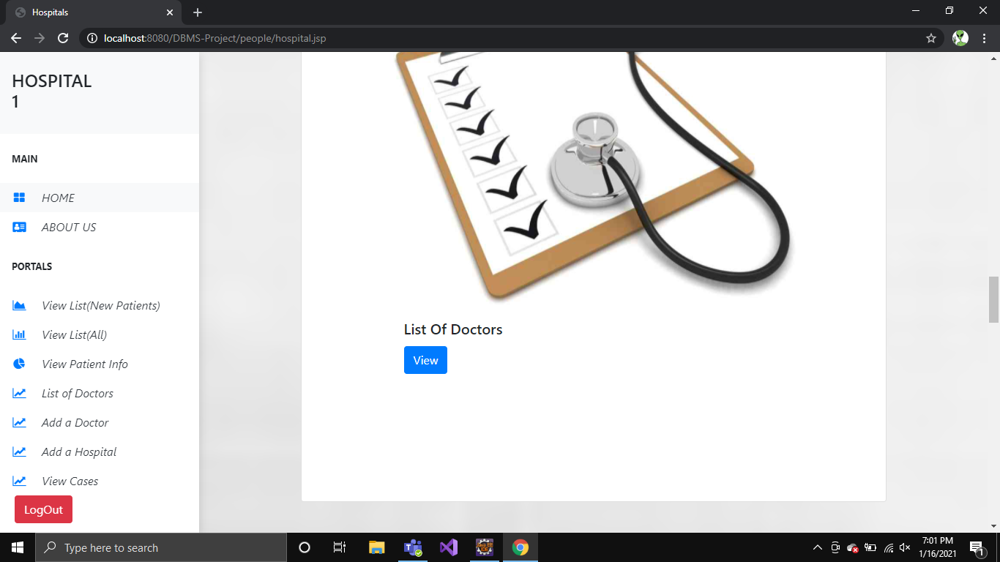 Hospitals
localhost:8080/DBMS-Project/people/hospital.jsp
HOSPITAL
1
MAIN
HOME
ABOUT US
PORTALS
View List(New Patients)
View List(All)
View Patient Info
List of Doctors
Add a Doctor
Add a Hospital
View Cases
LogOut
List Of Doctors
View
Type here to search
7:01 PM
1/16/2021
1